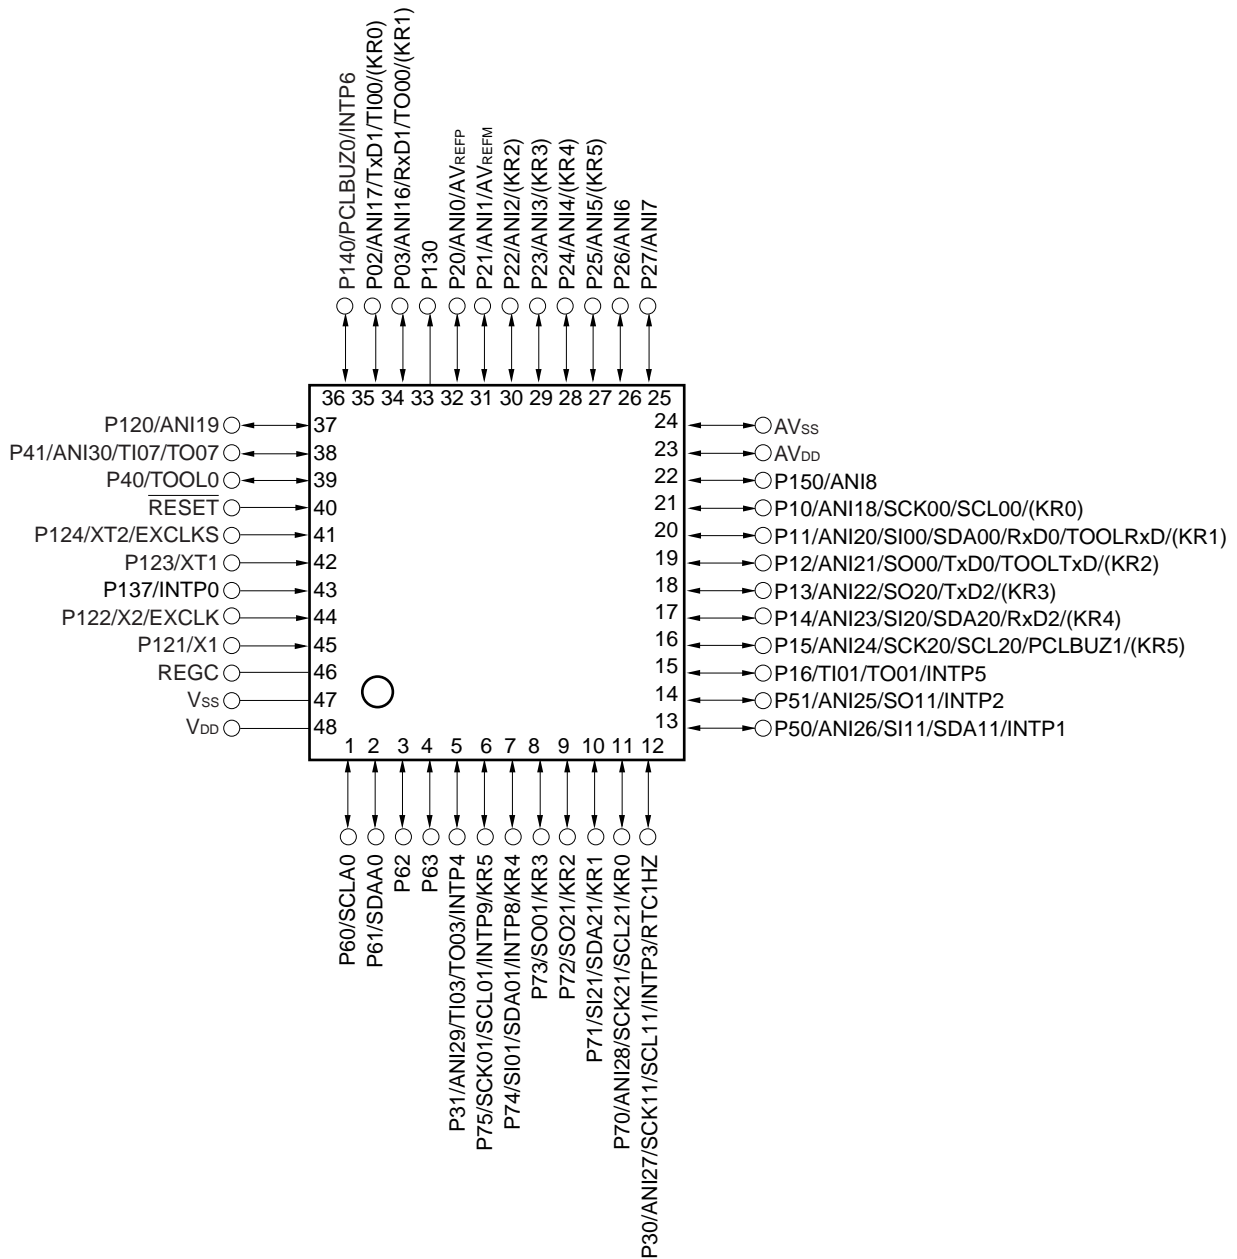 P140/PCLBUZ0/INTP6
P02/ANI17/TxD1/TI00/(KR0)
P03/ANI16/RxD1/TO00/(KR1)
P130
P20/ANI0/AVREFP
P21/ANI1/AVREFM
P22/ANI2/(KR2)
P23/ANI3/(KR3)
P24/ANI4/(KR4)
P25/ANI5/(KR5)
P26/ANI6
P27/ANI7
36 35 34 33 32 31 30 29 28 27 26 25
P120/ANI19 37
P41/ANI30/TI07/TO07 38
P40/TOOL0 39
RESET 40
P124/XT2/EXCLKS 41
P123/XT1 42
P137/INTP0 43
P122/X2/EXCLK 44
P121/X1 45
REGC 46
VSS 47
VDD 48
24 AVSS
23 AVDD
22 P150/ANI8
21 P10/ANI18/SCK00/SCL00/(KR0)
20 P11/ANI20/SI00/SDA00/RxD0/TOOLRxD/(KR1)
19 P12/ANI21/SO00/TxD0/TOOLTxD/(KR2)
18 P13/ANI22/SO20/TxD2/(KR3)
17 P14/ANI23/SI20/SDA20/RxD2/(KR4)
16 P15/ANI24/SCK20/SCL20/PCLBUZ1/(KR5)
15 P16/TI01/TO01/INTP5
14 P51/ANI25/SO11/INTP2
13 P50/ANI26/SI11/SDA11/INTP1
1 2 3 4 5 6 7 8 9 10 11 12
P60/SCLA0
P61/SDAA0
P62
P63
P31/ANI29/TI03/TO03/INTP4
P75/SCK01/SCL01/INTP9/KR5
P74/SI01/SDA01/INTP8/KR4
P73/SO01/KR3
P72/SO21/KR2
P71/SI21/SDA21/KR1
P70/ANI28/SCK21/SCL21/KR0
P30/ANI27/SCK11/SCL11/INTP3/RTC1HZ